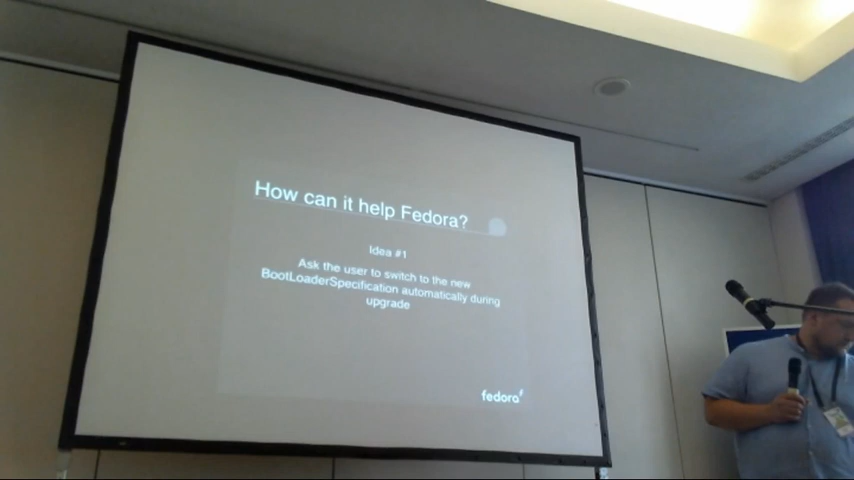 How can it help Fedora?
Idea #1
Ask the user to switch to the new
BootLoaderSpecification automatically during
upgrade
fedora